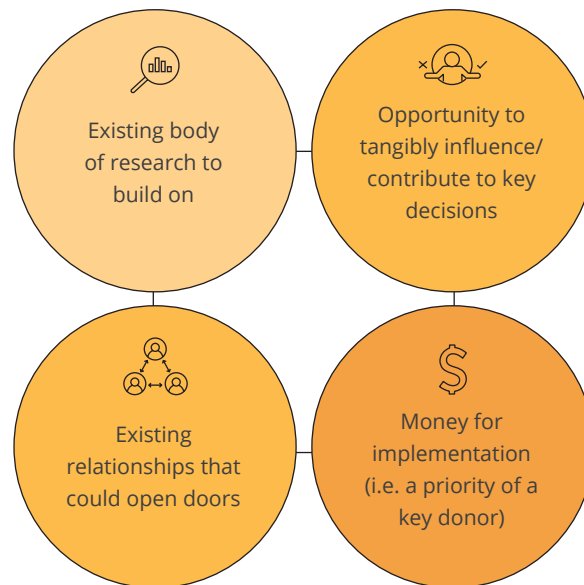 Existing body
of research to
build on
Opportunity to
tangibly influence/
contribute to key
decisions
Existing
relationships that
could open doors
Money for
implementation
(i.e. a priority of a
key donor)